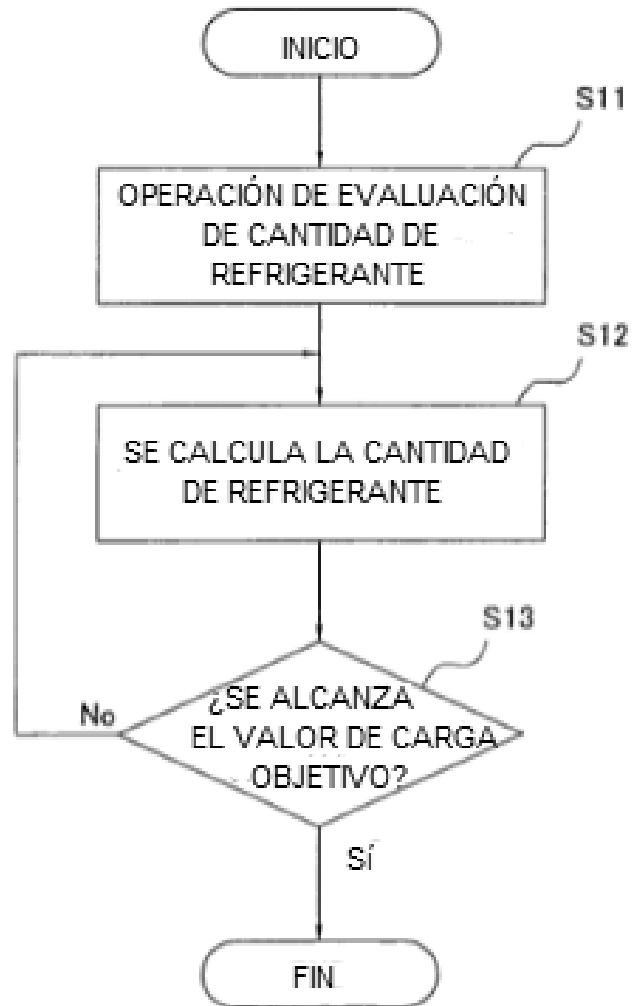 INICIO
S11
OPERACIÓN DE EVALUACIÓN
DE CANTIDAD DE
REFRIGERANTE
S12
SE CALCULA LA CANTIDAD
DE REFRIGERANTE
S13
¿SE ALCANZA
EL VALOR DE CARGA
OBJETIVO?
No
Sí
FIN